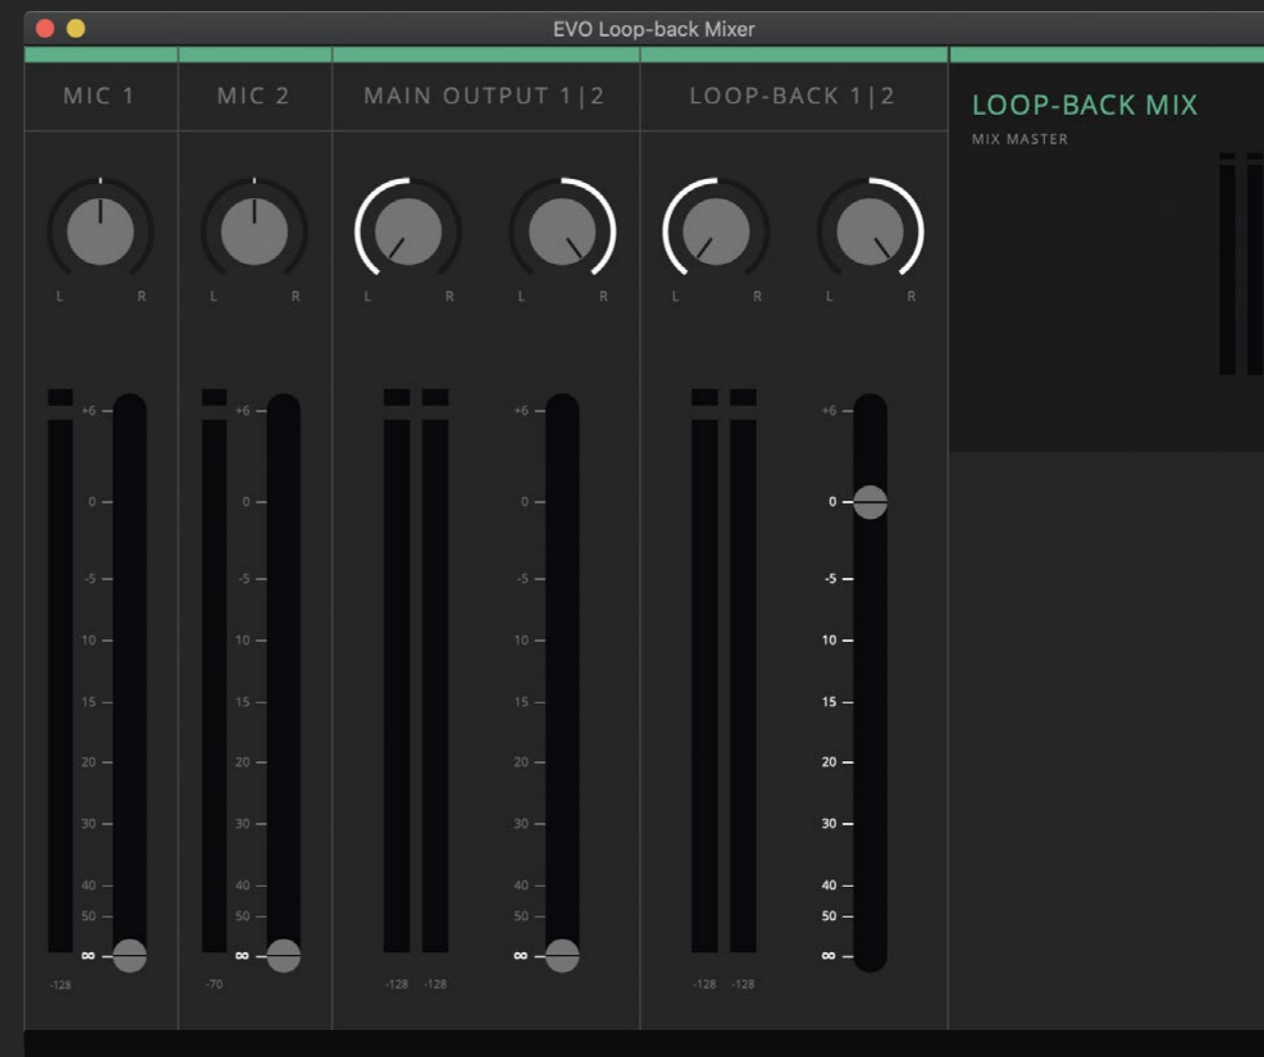 EVO Loop-back Mixer
MIC 1
MIC 2
MAIN OUTPUT 1|2
LOOP-BACK 1|2
LOOP-BACK MIX
MIX MASTER
L R L R L R L R L R L R
+6 +6 +6 +6
0 0 0 0
-5 -5 -5 -5
10 10 10 10
15 15 15 15
20 20 20 20
30 30 30 30
40 40 40 40
50 50 50 50
∞ ∞ ∞ ∞
-128 -70 -128 -128 -128 -128